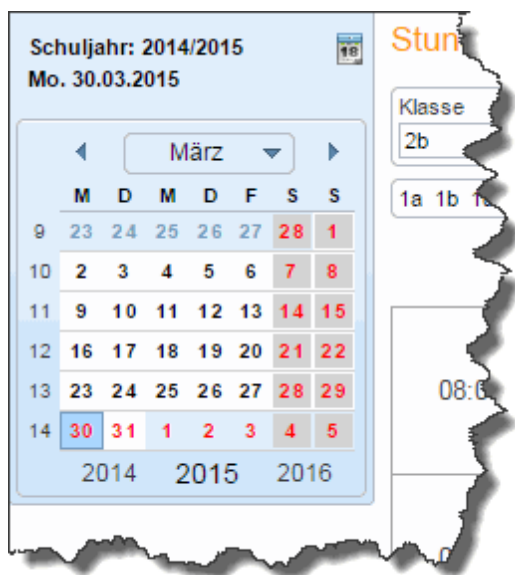 Schuljahr: 2014/2015
Mo. 30.03.2015
18
März
M D M D F S S
9 23 24 25 26 27 28 1
10 2 3 4 5 6 7 8
11 9 10 11 12 13 14 15
12 16 17 18 19 20 21 22
13 23 24 25 26 27 28 29
14 30 31 1 2 3 4 5
2014 2015 2016
Stun
Klasse
2b
1a 1b
08:0